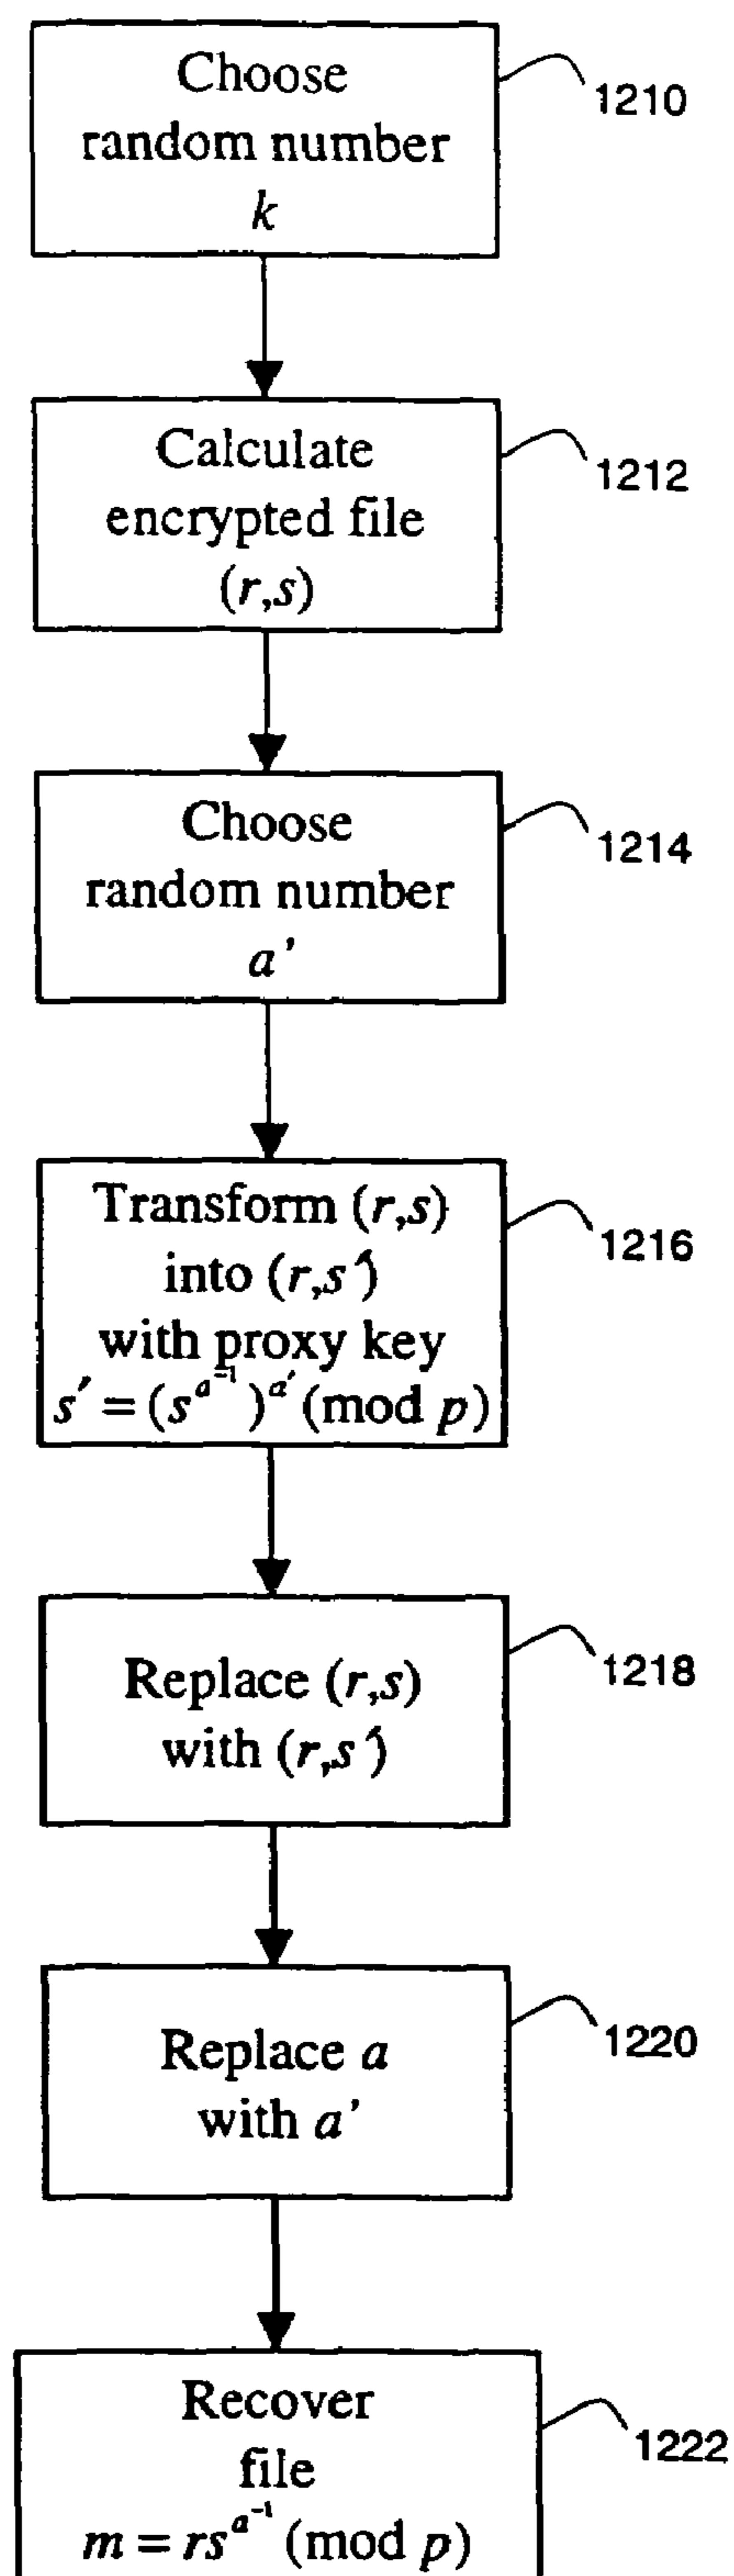 Choose
random number
k
1210
Calculate
encrypted file
(r,s)
1212
Choose
random number
a'
1214
Transform (r,s)
into (r,s')
with proxy key
s' = (s^{a^{-1}})^{a'} (mod p)
1216
Replace (r,s)
with (r,s')
1218
Replace a
with a'
1220
Recover
file
m = rs^{a^{-1}} (mod p)
1222